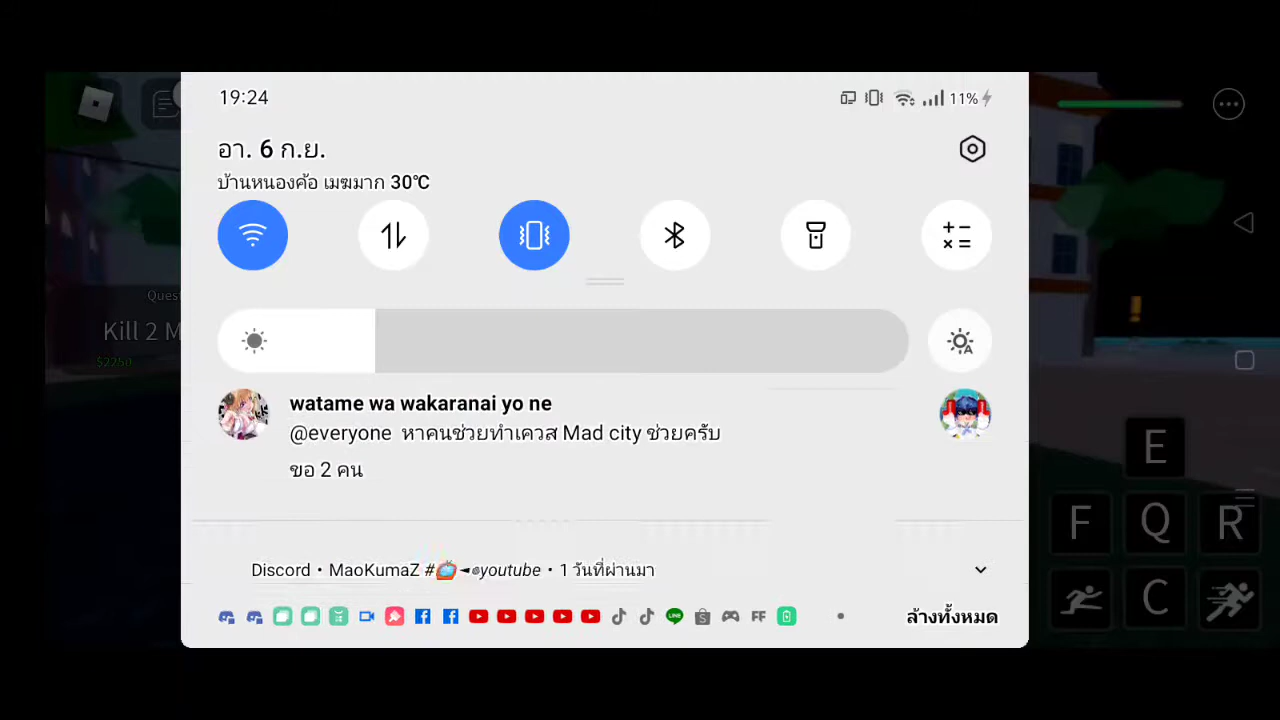 19:24
11%
อา. 6 ก.ย.
บ้านหนองค้อ เมฆมาก 30℃
Quest
Kill 2 M
$2250
watame wa wakaranai yo ne
@everyone หาคนช่วยทำเควส Mad city ช่วยครับ
ขอ 2 คน
Discord • MaoKumaZ #📺◄®youtube • 1 วันที่ผ่านมา
FF
ล้างทั้งหมด
E
F Q R
C